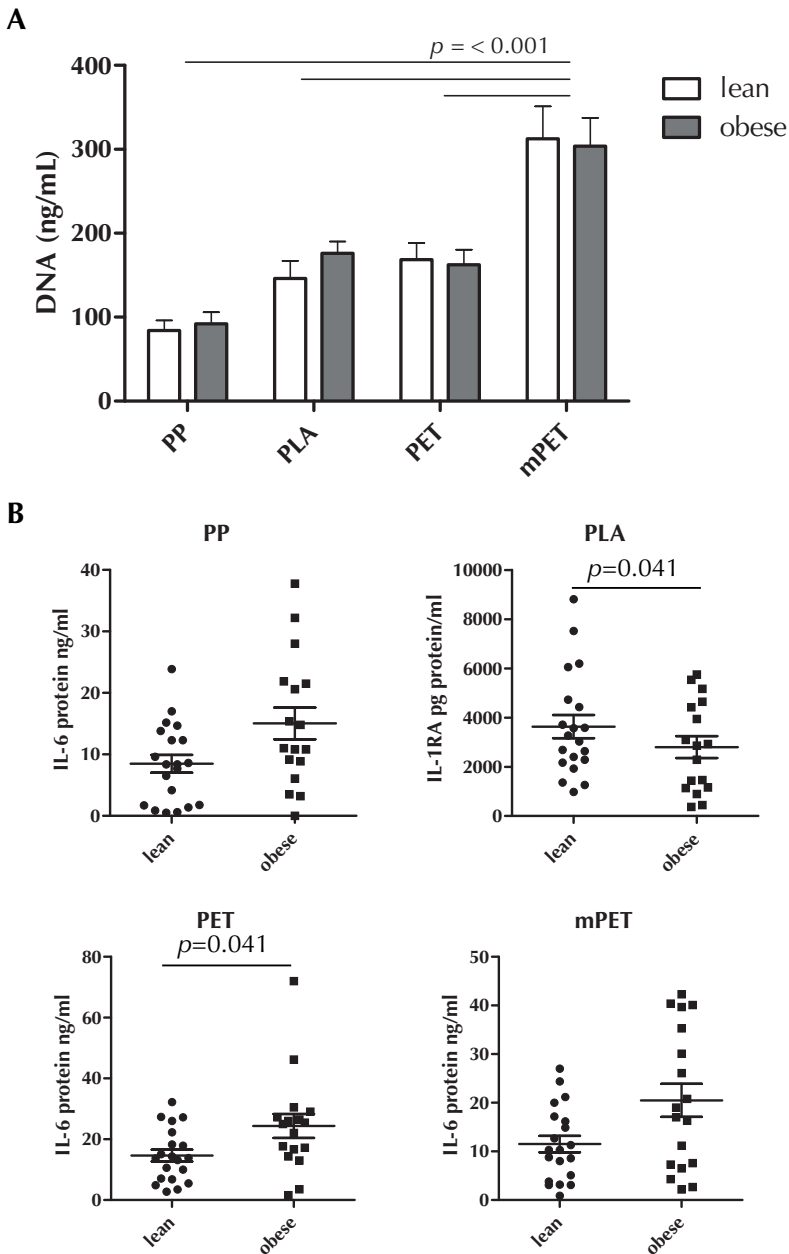 A
p = < 0.001
lean
obese
DNA (ng/mL)
400
300
200
100
0
PP
PLA
PET
mPET
B
PP
IL-6 protein ng/ml
40
30
20
10
0
lean
obese
PLA
p=0.041
IL-1RA pg protein/ml
10000
8000
6000
4000
2000
0
lean
obese
PET
p=0.041
IL-6 protein ng/ml
80
60
40
20
0
lean
obese
mPET
IL-6 protein ng/ml
50
40
30
20
10
0
lean
obese